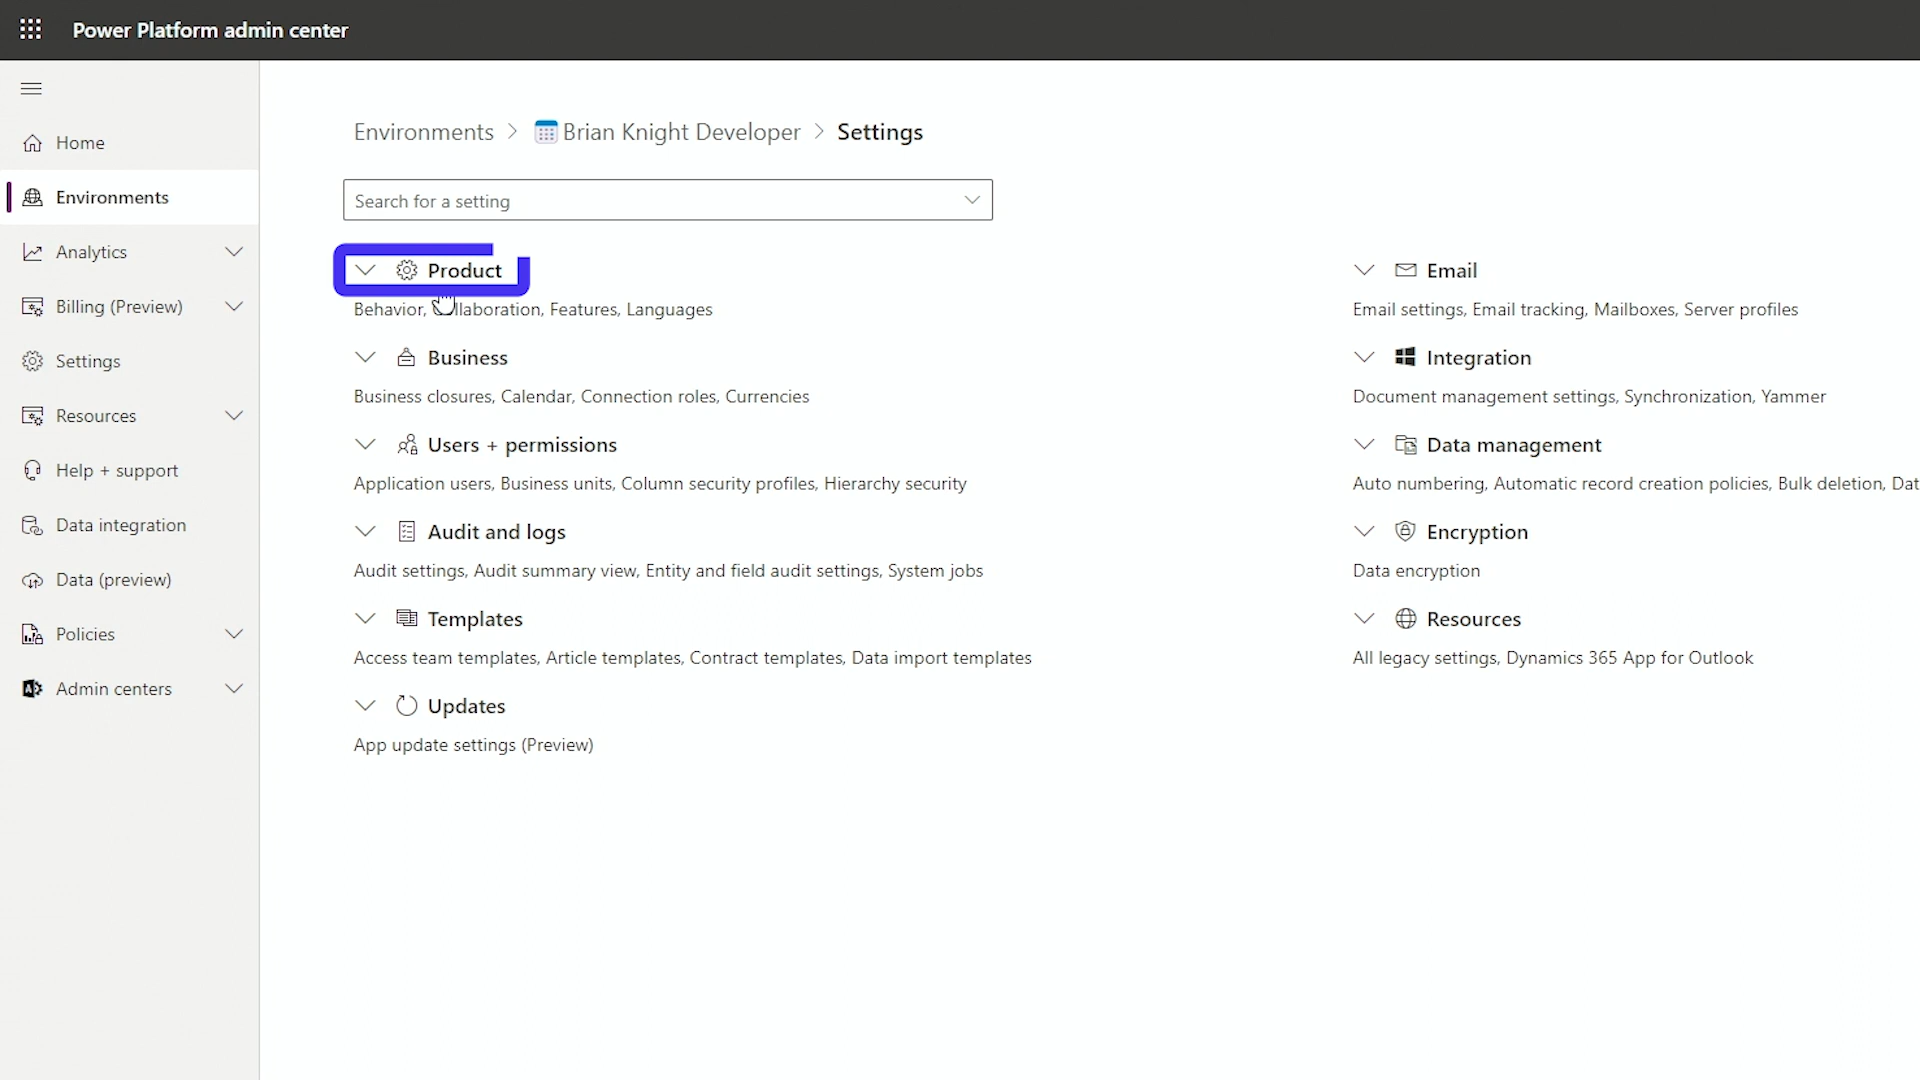 Power Platform admin center
Home
Environments
Analytics
Billing (Preview)
Settings
Resources
Help + support
Data integration
Data (preview)
Policies
Admin centers
Environments > Brian Knight Developer > Settings
Search for a setting
Product
Behavior, Collaboration, Features, Languages
Business
Business closures, Calendar, Connection roles, Currencies
Users + permissions
Application users, Business units, Column security profiles, Hierarchy security
Audit and logs
Audit settings, Audit summary view, Entity and field audit settings, System jobs
Templates
Access team templates, Article templates, Contract templates, Data import templates
Updates
App update settings (Preview)
Email
Email settings, Email tracking, Mailboxes, Server profiles
Integration
Document management settings, Synchronization, Yammer
Data management
Auto numbering, Automatic record creation policies, Bulk deletion, Dat
Encryption
Data encryption
Resources
All legacy settings, Dynamics 365 App for Outlook